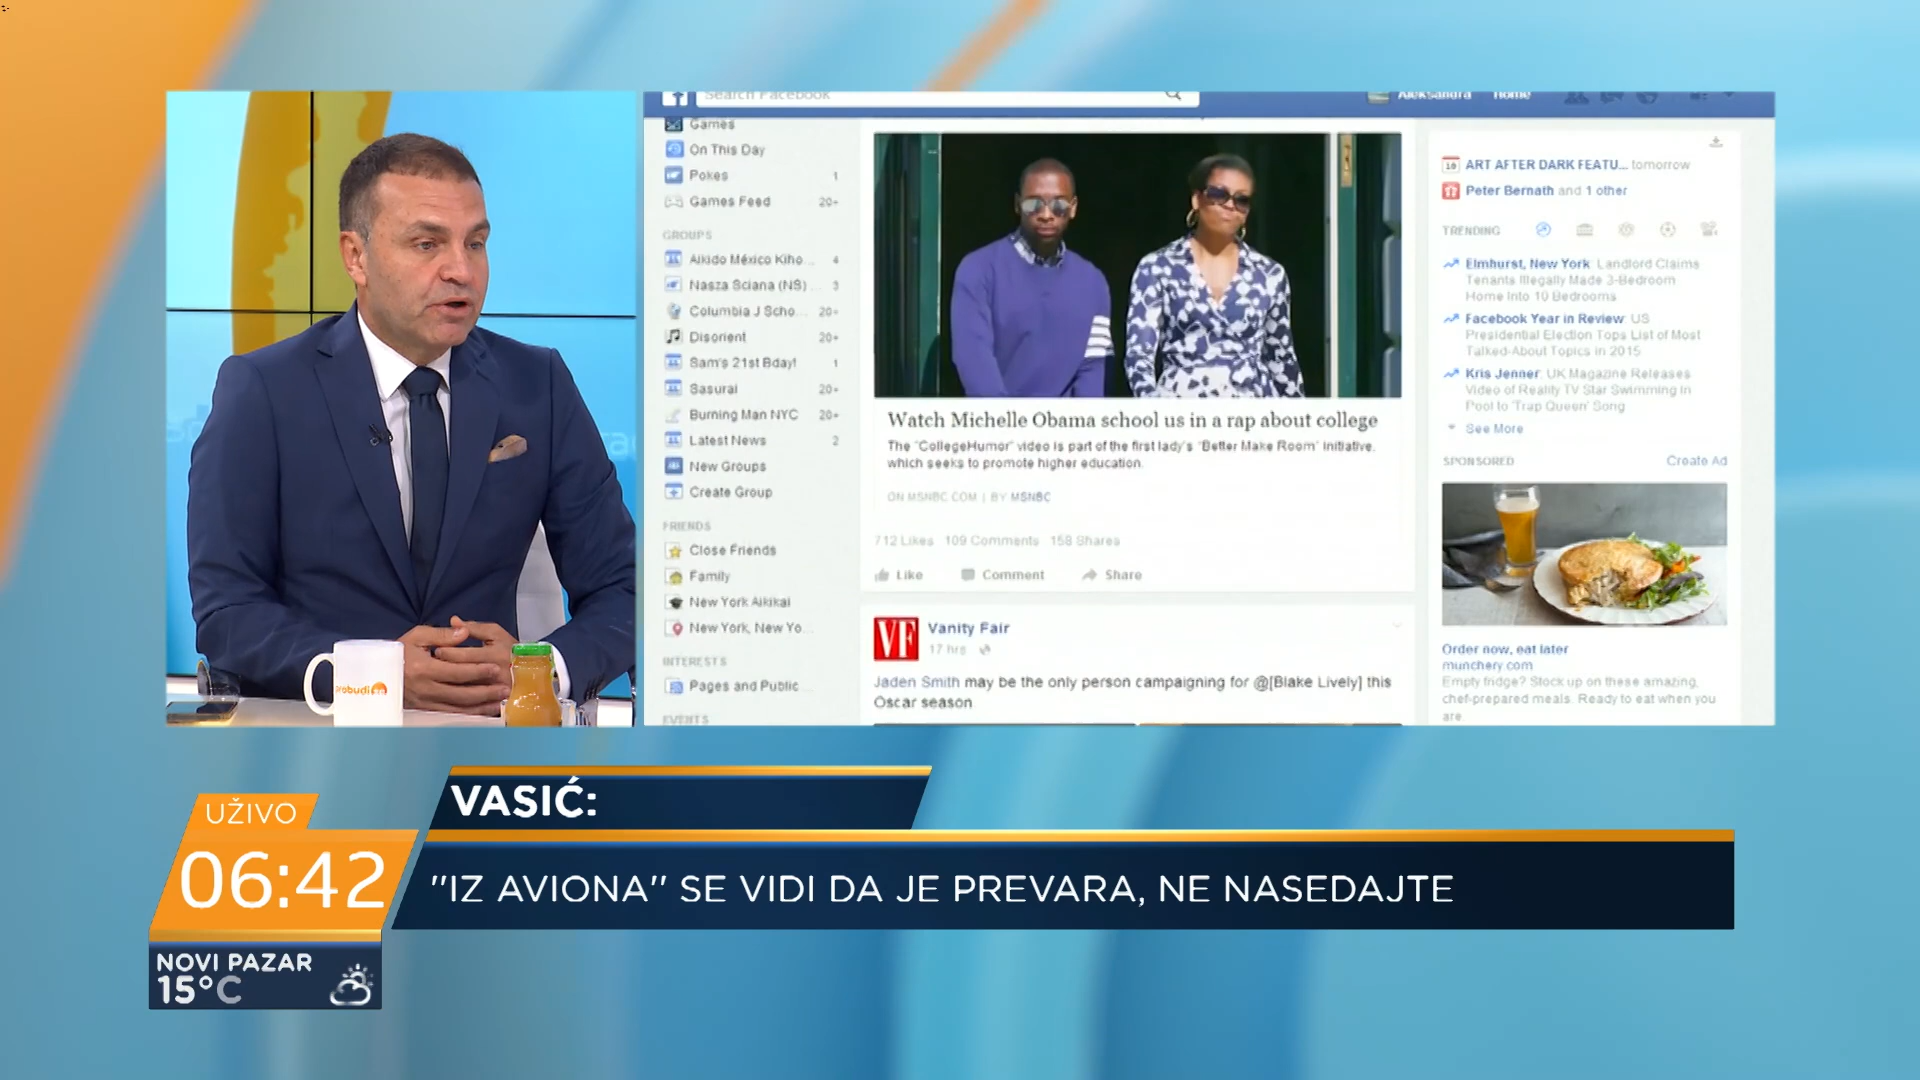 Search Facebook
Aleksandra Home
Games
On This Day
Pokes 1
Games Feed 20+
GROUPS
Aikido México Kiho... 4
Nasza Sciana (NS)... 3
Columbia J Scho... 20+
Disorient 20+
Sam's 21st Bday! 1
Sasurai 20+
Burning Man NYC 20+
Latest News 2
New Groups
Create Group
FRIENDS
Close Friends
Family
New York Aikikai
New York, New Yo...
INTERESTS
Pages and Public...
EVENTS
Watch Michelle Obama school us in a rap about college
The "CollegeHumor" video is part of the first lady's "Better Make Room" initiative,
which seeks to promote higher education.
ON MSNBC.COM | BY MSNBC
712 Likes 109 Comments 158 Shares
Like Comment Share
VF
Vanity Fair
17 hrs
Jaden Smith may be the only person campaigning for @[Blake Lively] this
Oscar season
ART AFTER DARK FEATU... tomorrow
Peter Bernath and 1 other
TRENDING
Elmhurst, New York: Landlord Claims
Tenants Illegally Made 3-Bedroom
Home Into 10 Bedrooms
Facebook Year in Review: US
Presidential Election Tops List of Most
Talked-About Topics in 2015
Kris Jenner: UK Magazine Releases
Video of Reality TV Star Swimming In
Pool to 'Trap Queen' Song
See More
SPONSORED Create Ad
Order now, eat later
munchery.com
Empty fridge? Stock up on these amazing,
chef-prepared meals. Ready to eat when you
are
probudi se
UŽIVO
06:42
VASIĆ:
"IZ AVIONA" SE VIDI DA JE PREVARA, NE NASEDAJTE
NOVI PAZAR
15°C